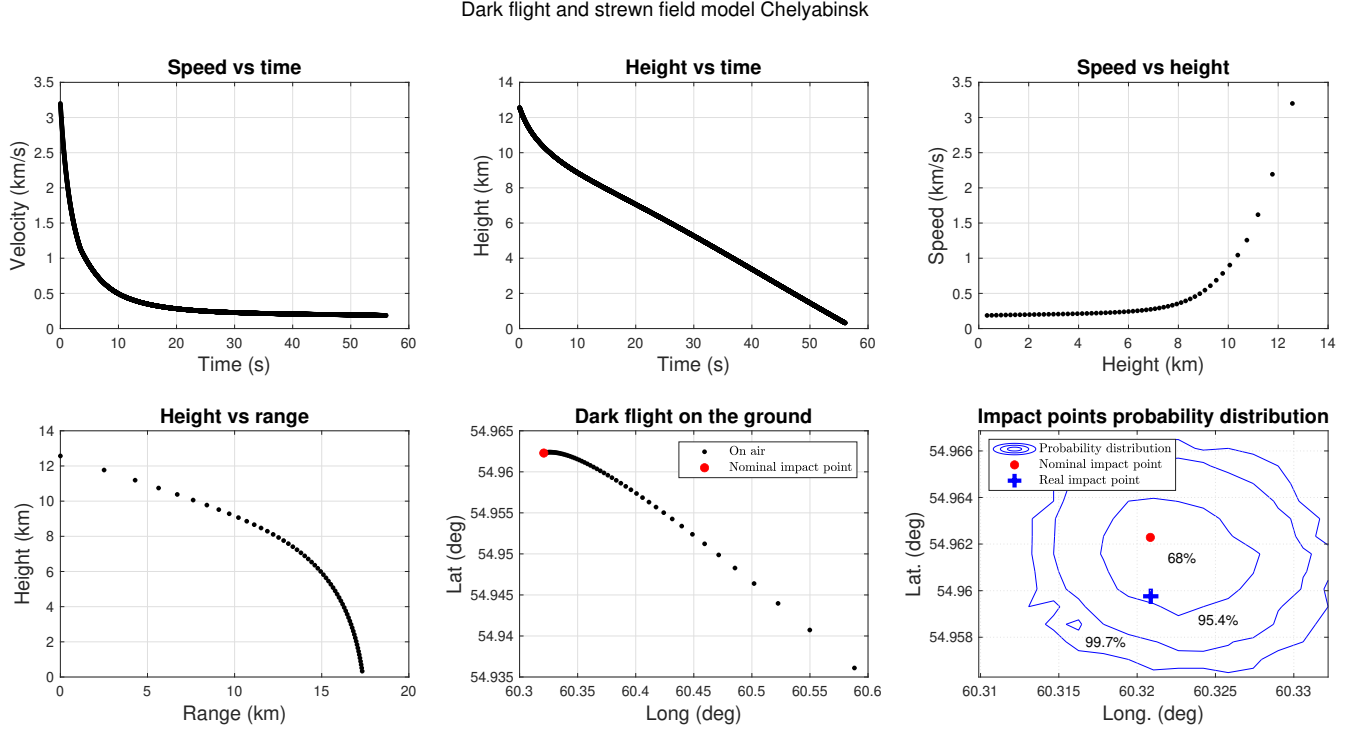 Dark flight and strewn field model Chelyabinsk
Speed vs time
3.5
3
2.5
2
1.5
1
0.5
0
Velocity (km/s)
0 10 20 30 40 50 60
Time (s)
Height vs time
14
12
10
8
6
4
2
0
Height (km)
0 10 20 30 40 50 60
Time (s)
Speed vs height
3.5
3
2.5
2
1.5
1
0.5
0
Speed (km/s)
0 2 4 6 8 10 12 14
Height (km)
Height vs range
14
12
10
8
6
4
2
0
Height (km)
0 5 10 15 20
Range (km)
Dark flight on the ground
54.965
54.96
54.955
54.95
54.945
54.94
54.935
Lat (deg)
On air
Nominal impact point
60.3 60.35 60.4 60.45 60.5 60.55 60.6
Long (deg)
Impact points probability distribution
54.966
54.964
54.962
54.96
54.958
Lat. (deg)
Probability distribution
Nominal impact point
Real impact point
68%
95.4%
99.7%
60.31 60.315 60.32 60.325 60.33
Long. (deg)